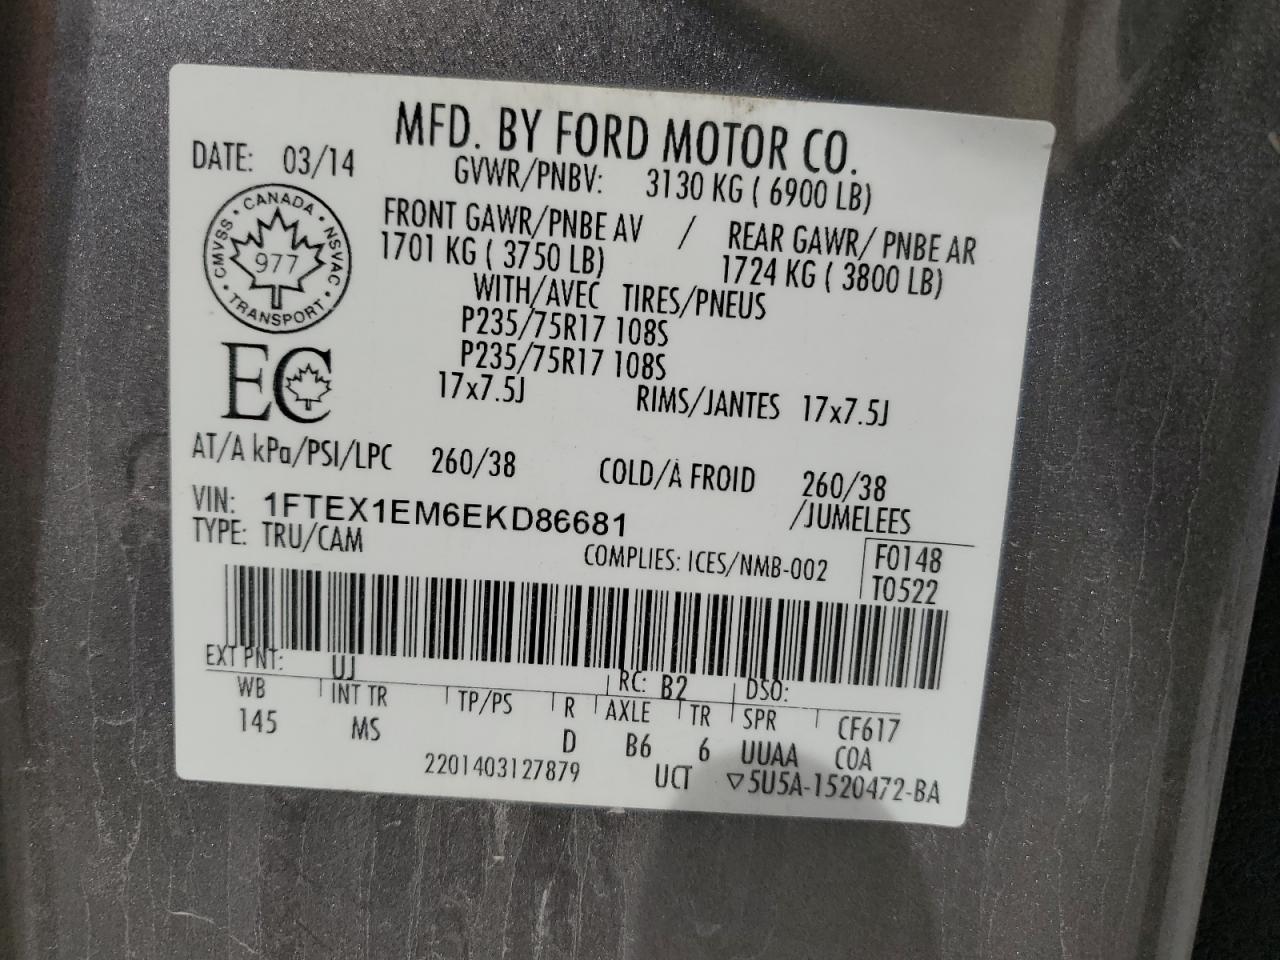 MFD. BY FORD MOTOR CO.
DATE: 03/14
GVWR/PNBV: 3130 KG ( 6900 LB)
FRONT GAWR/PNBE AV / REAR GAWR/ PNBE AR
1701 KG ( 3750 LB) 1724 KG ( 3800 LB)
WITH/AVEC TIRES/PNEUS
P235/75R17 108S
P235/75R17 108S
17x7.5J RIMS/JANTES 17x7.5J
CANADA
CMVSS NSVAC
977
TRANSPORT
EC
AT/À kPa/PSI/LPC 260/38 COLD/À FROID 260/38
/JUMELEES
VIN: 1FTEX1EM6EKD86681
TYPE: TRU/CAM
COMPLIES: ICES/NMB-002
F0148
T0522
EXT PNT: UJ RC: B2 DSO:
WB INT TR TP/PS R AXLE TR SPR CF617
145 MS D B6 6 UUAA COA
2201403127879 UCT ▽5U5A-1520472-BA